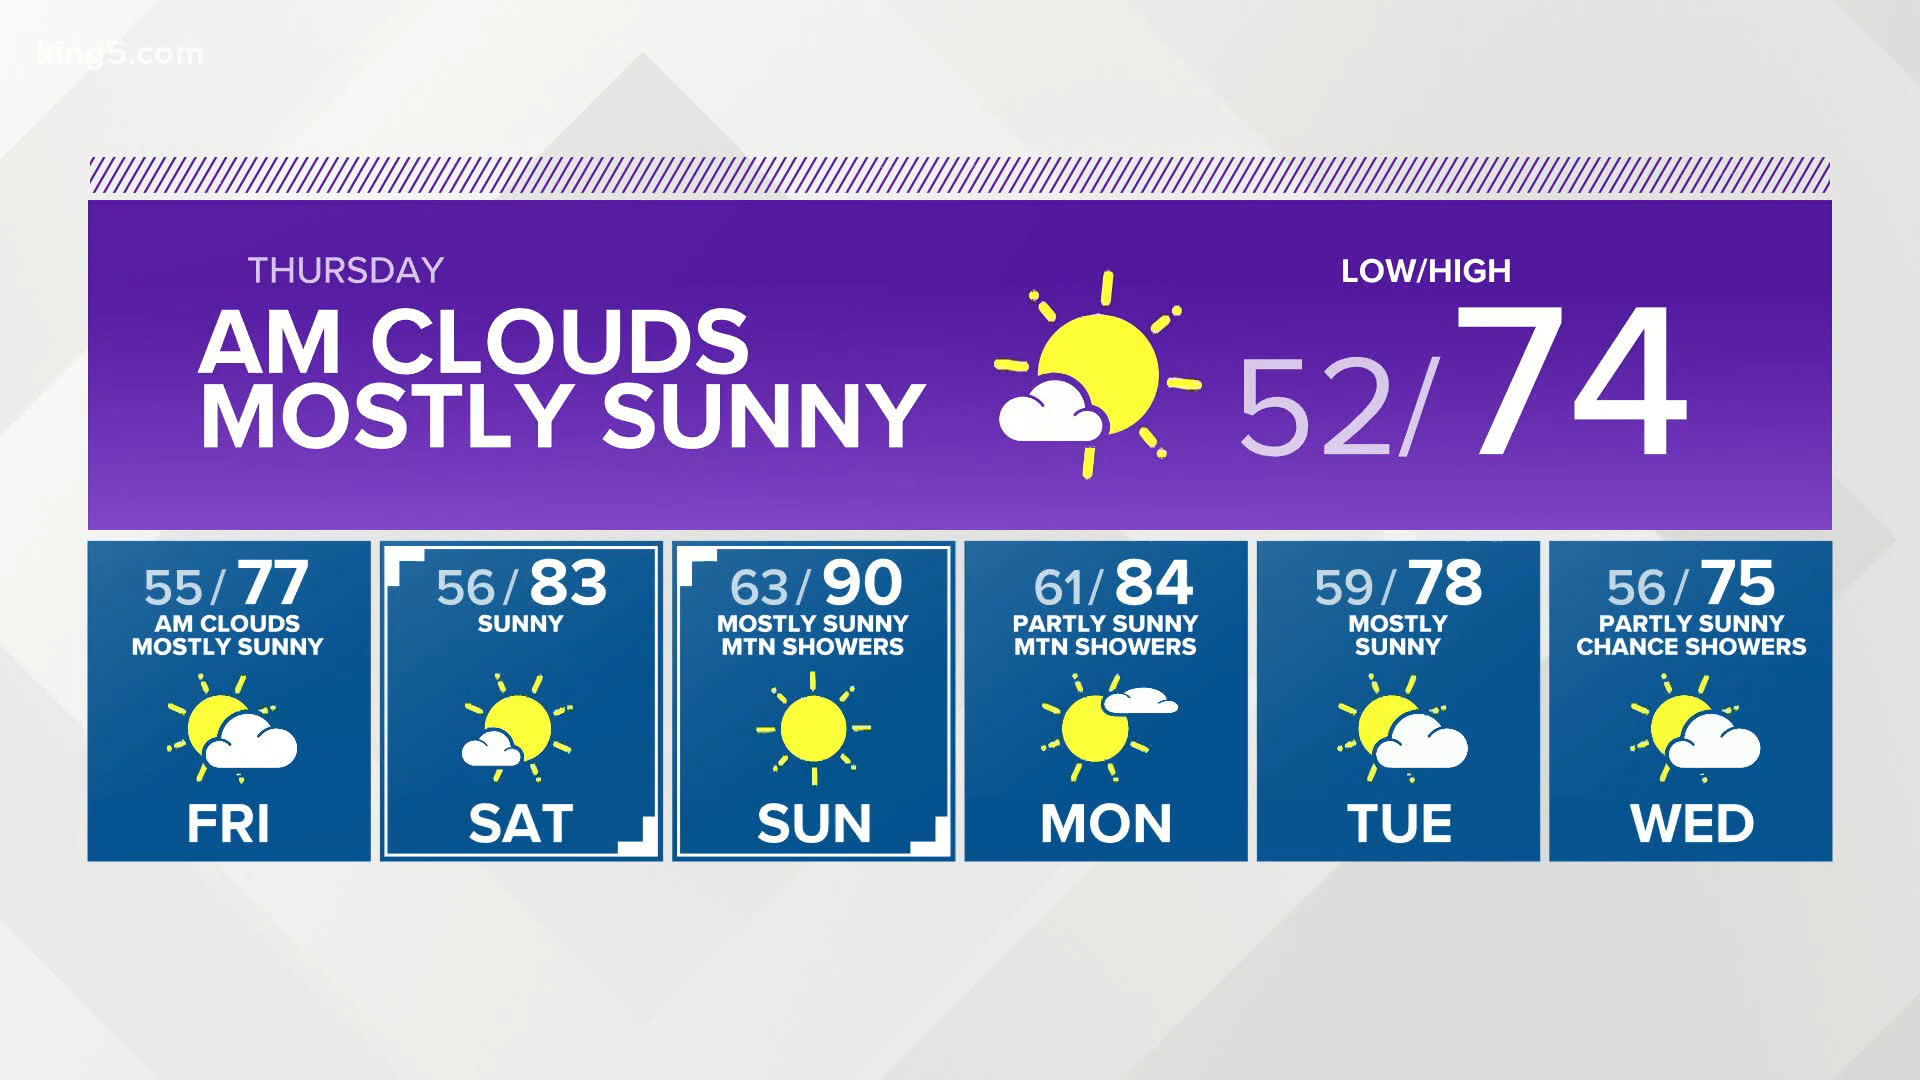 king5.com
THURSDAY
AM CLOUDS
MOSTLY SUNNY
LOW/HIGH
52/74
55/77
AM CLOUDS
MOSTLY SUNNY
FRI
56/83
SUNNY
SAT
63/90
MOSTLY SUNNY
MTN SHOWERS
SUN
61/84
PARTLY SUNNY
MTN SHOWERS
MON
59/78
MOSTLY
SUNNY
TUE
56/75
PARTLY SUNNY
CHANCE SHOWERS
WED